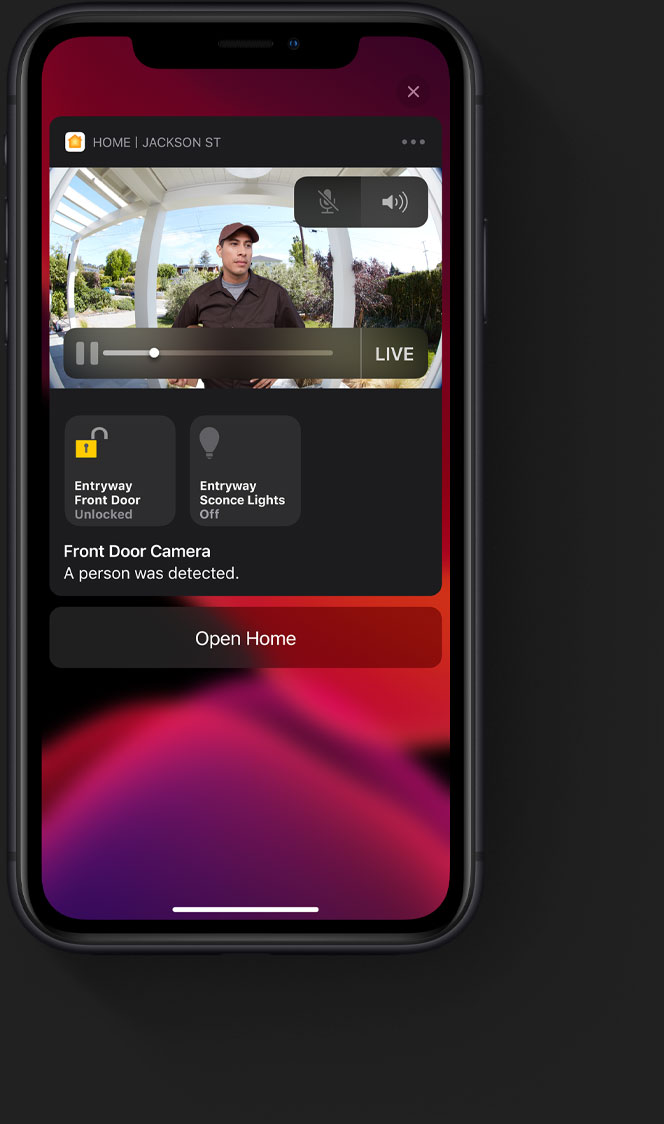 HOME | JACKSON ST
LIVE
Entryway
Front Door
Unlocked
Entryway
Sconce Lights
Off
Front Door Camera
A person was detected.
Open Home